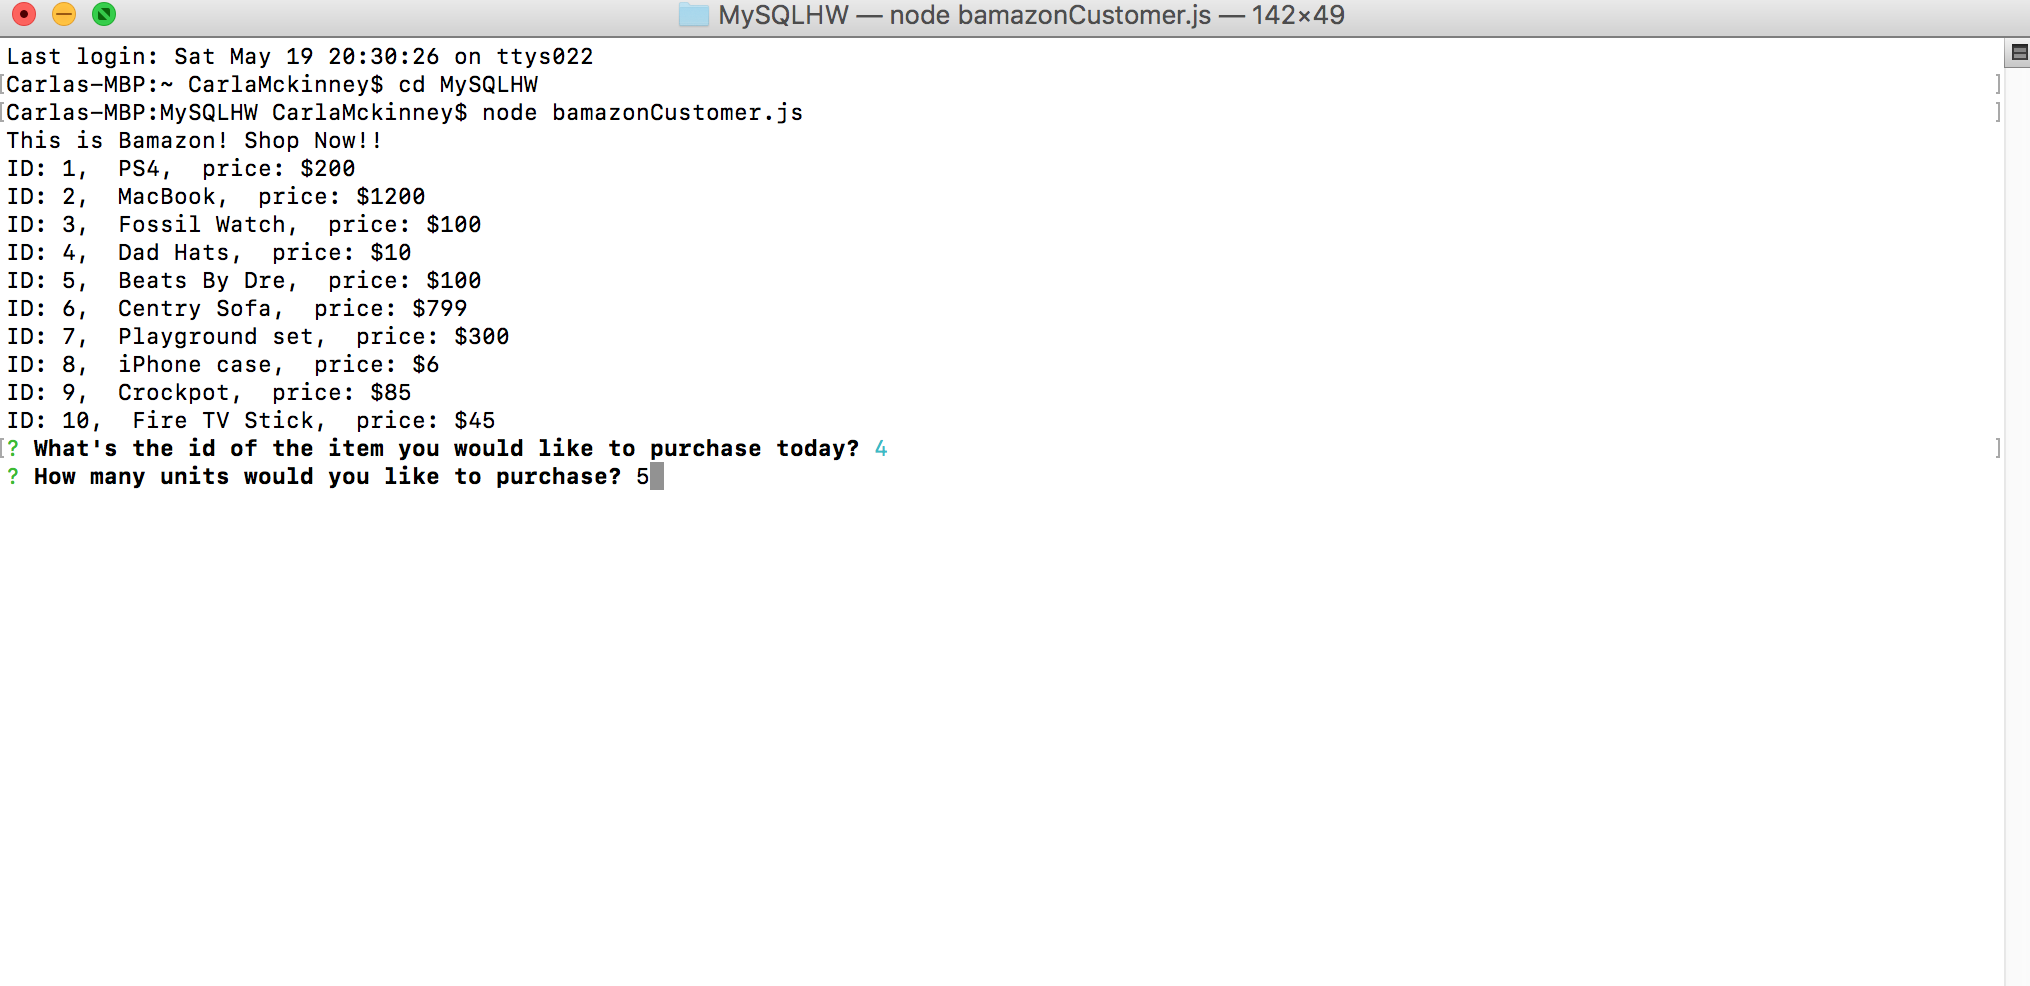 MySQLHW — node bamazonCustomer.js — 142×49
Last login: Sat May 19 20:30:26 on ttys022
[Carlas-MBP:~ CarlaMckinney$ cd MySQLHW ]
[Carlas-MBP:MySQLHW CarlaMckinney$ node bamazonCustomer.js ]
This is Bamazon! Shop Now!!
ID: 1,  PS4,  price: $200
ID: 2,  MacBook,  price: $1200
ID: 3,  Fossil Watch,  price: $100
ID: 4,  Dad Hats,  price: $10
ID: 5,  Beats By Dre,  price: $100
ID: 6,  Centry Sofa,  price: $799
ID: 7,  Playground set,  price: $300
ID: 8,  iPhone case,  price: $6
ID: 9,  Crockpot,  price: $85
ID: 10,  Fire TV Stick,  price: $45
[? What's the id of the item you would like to purchase today? 4 ]
? How many units would you like to purchase? 5